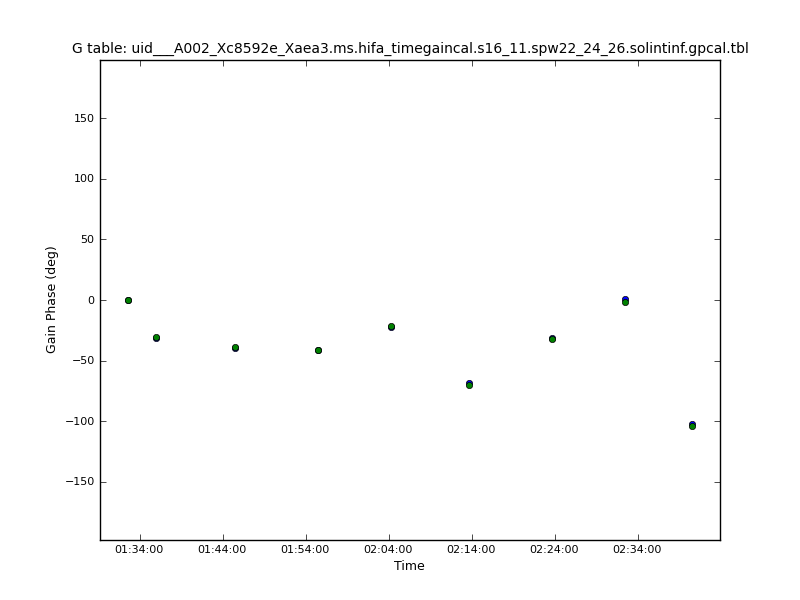 G table: uid___A002_Xc8592e_Xaea3.ms.hifa_timegaincal.s16_11.spw22_24_26.solintinf.gpcal.tbl
150
100
50
0
−50
−100
−150
Gain Phase (deg)
01:34:00 01:44:00 01:54:00 02:04:00 02:14:00 02:24:00 02:34:00
Time